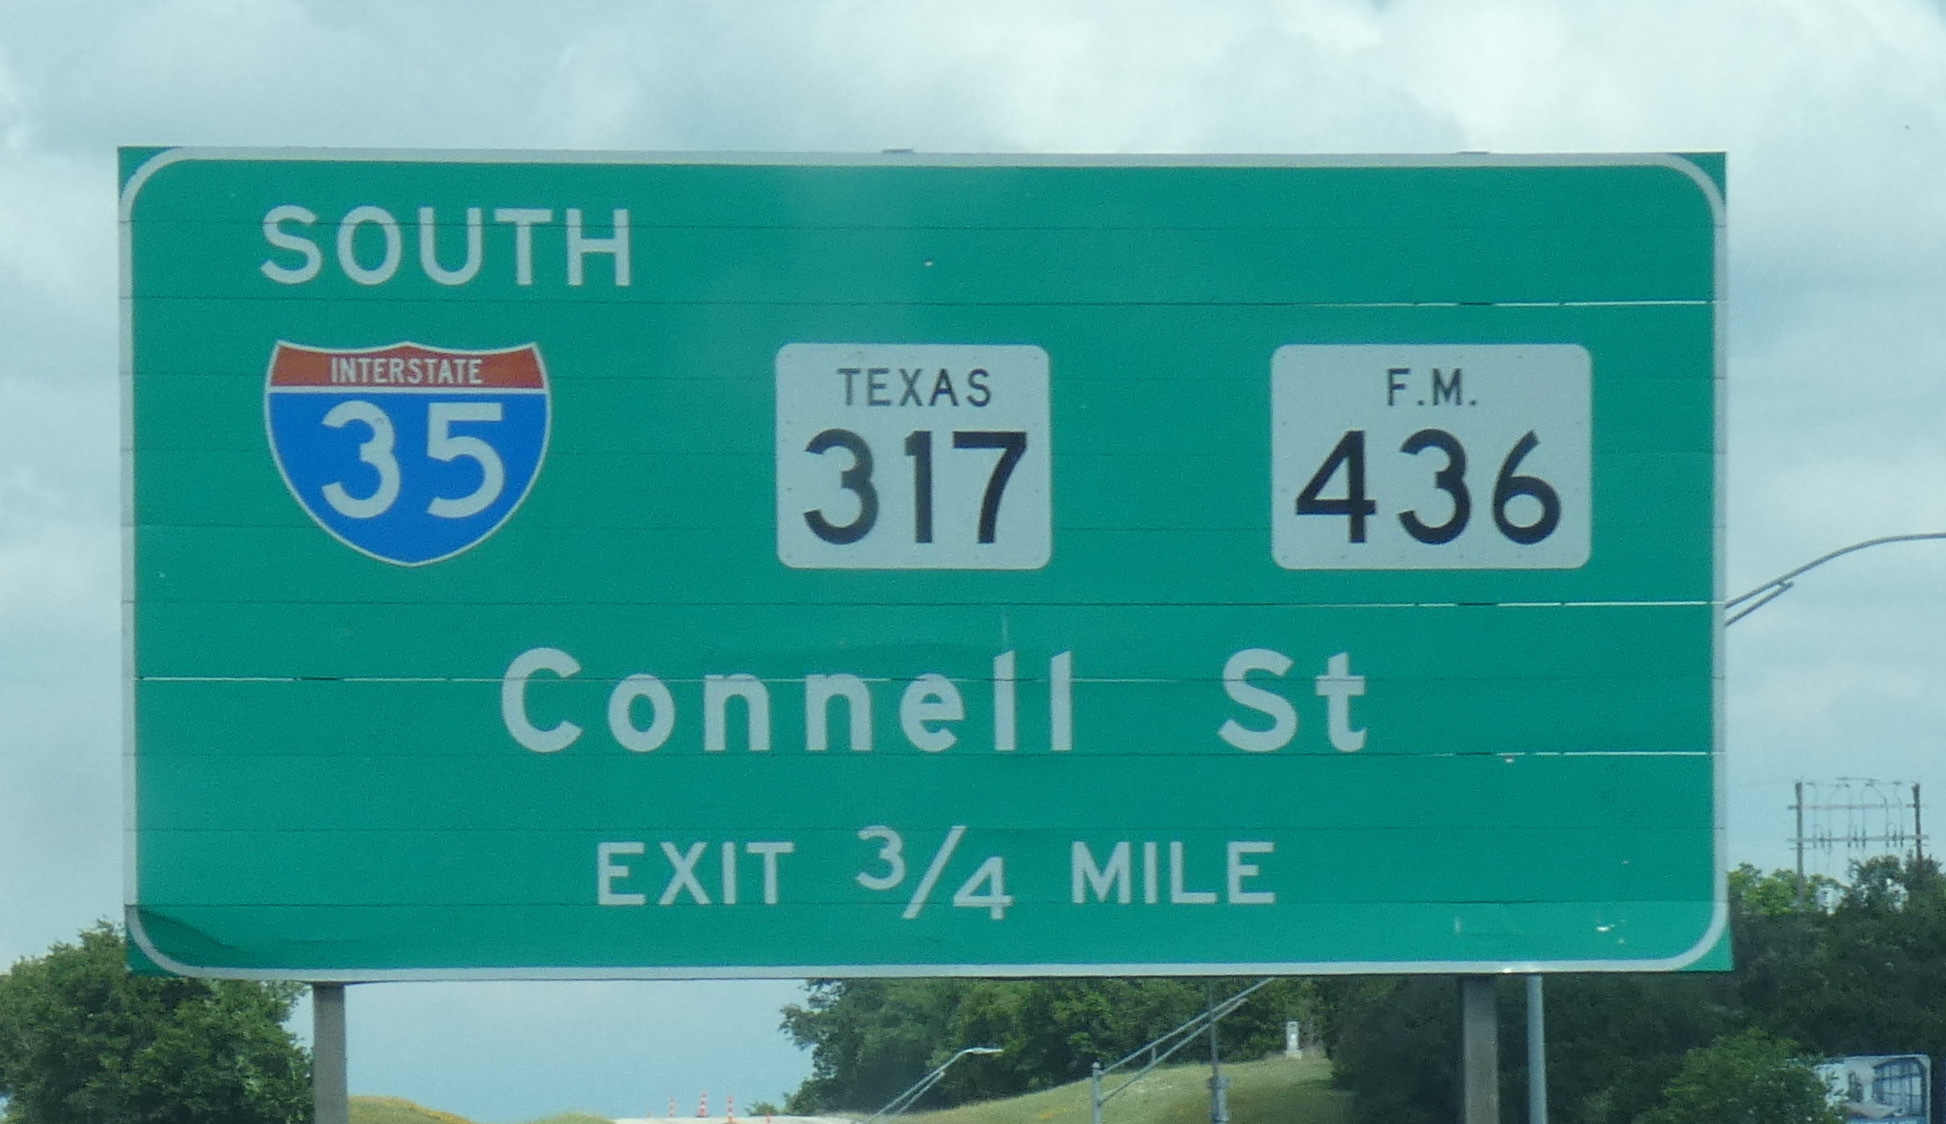 SOUTH
INTERSTATE
35
TEXAS
317
F.M.
436
Connell St
EXIT 3/4 MILE